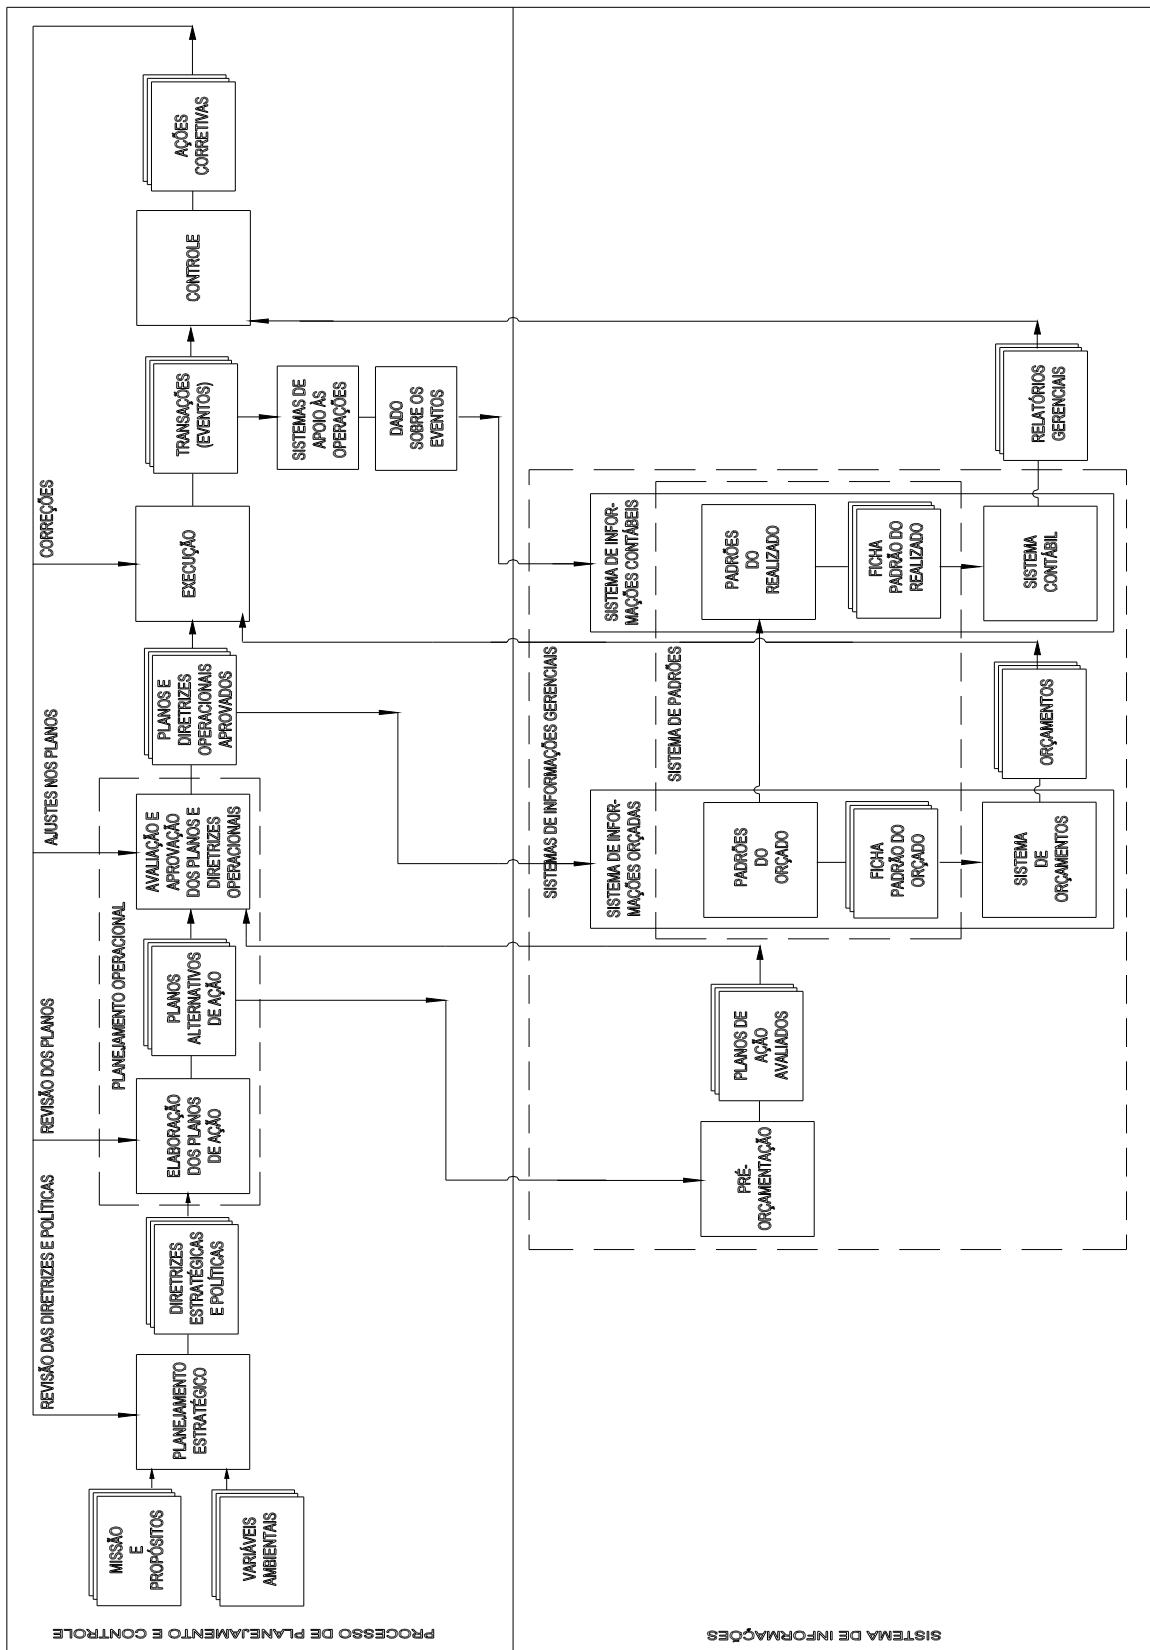 PROCESSO DE PLANEJAMENTO E CONTROLE
MISSÃO
E
PROPÓSITOS
VARIÁVEIS
AMBIENTAIS
REVISÃO DAS DIRETRIZES E POLÍTICAS
PLANEJAMENTO
ESTRATÉGICO
DIRETRIZES
ESTRATÉGICAS
E POLÍTICAS
REVISÃO DOS PLANOS
PLANEJAMENTO OPERACIONAL
ELABORAÇÃO
DOS PLANOS
DE AÇÃO
PLANOS
ALTERNATIVOS
DE AÇÃO
AJUSTES NOS PLANOS
AVALIAÇÃO E
APROVAÇÃO
DOS PLANOS E
DIRETRIZES
OPERACIONAIS
PLANOS E
DIRETRIZES
OPERACIONAIS
APROVADOS
CORREÇÕES
EXECUÇÃO
TRANSAÇÕES
(EVENTOS)
SISTEMAS DE
APOIO ÀS
OPERAÇÕES
DADO
SOBRE OS
EVENTOS
CONTROLE
AÇÕES
CORRETIVAS
SISTEMA DE INFORMAÇÕES
SISTEMAS DE INFORMAÇÕES GERENCIAIS
PRÉ-
ORÇAMENTAÇÃO
PLANOS DE
AÇÃO
AVALIADOS
SISTEMA DE INFOR-
MAÇÕES ORÇADAS
SISTEMA DE PADRÕES
PADRÕES
DO
ORÇADO
FICHA
PADRÃO DO
ORÇADO
SISTEMA
DE
ORÇAMENTOS
ORÇAMENTOS
SISTEMA DE INFOR-
MAÇÕES CONTÁBEIS
PADRÕES
DO
REALIZADO
FICHA
PADRÃO DO
REALIZADO
SISTEMA
CONTÁBIL
RELATÓRIOS
GERENCIAIS